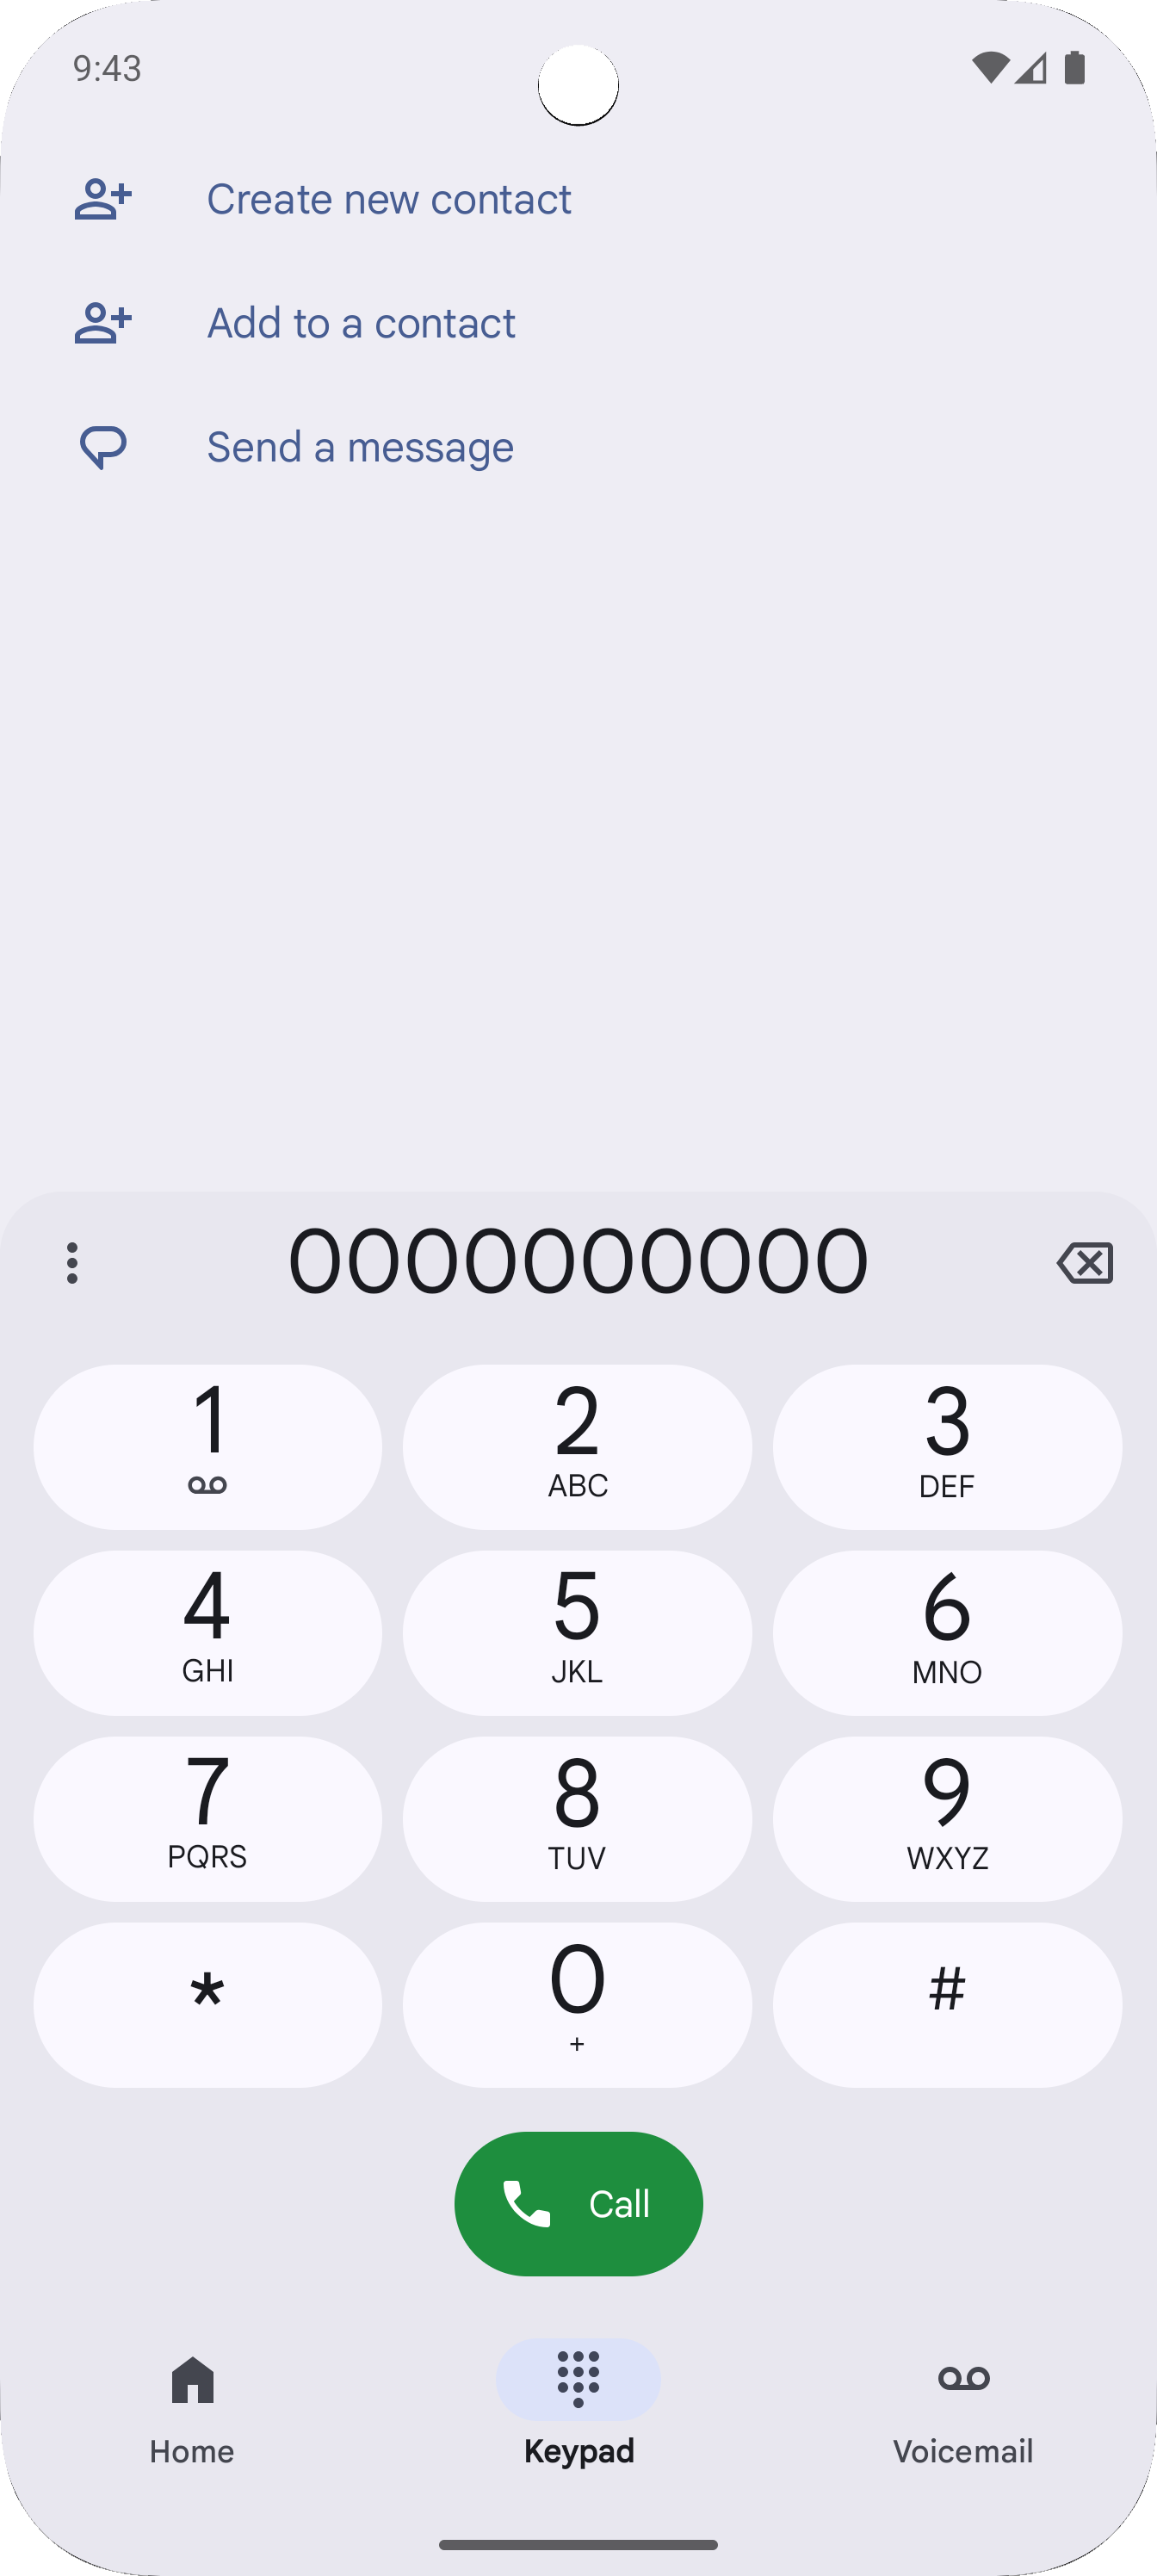 9:43
Create new contact
Add to a contact
Send a message
0000000000
1 2 3
ABC DEF
4 5 6
GHI JKL MNO
7 8 9
PQRS TUV WXYZ
* 0 #
+
Call
Home Keypad Voicemail